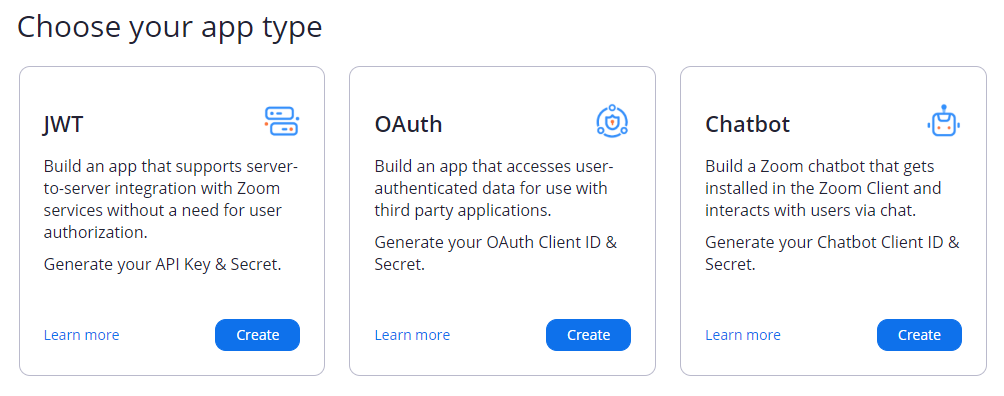 Choose your app type
JWT
Build an app that supports server-
to-server integration with Zoom
services without a need for user
authorization.
Generate your API Key & Secret.
Learn more
Create
OAuth
Build an app that accesses user-
authenticated data for use with
third party applications.
Generate your OAuth Client ID &
Secret.
Learn more
Create
Chatbot
Build a Zoom chatbot that gets
installed in the Zoom Client and
interacts with users via chat.
Generate your Chatbot Client ID &
Secret.
Learn more
Create